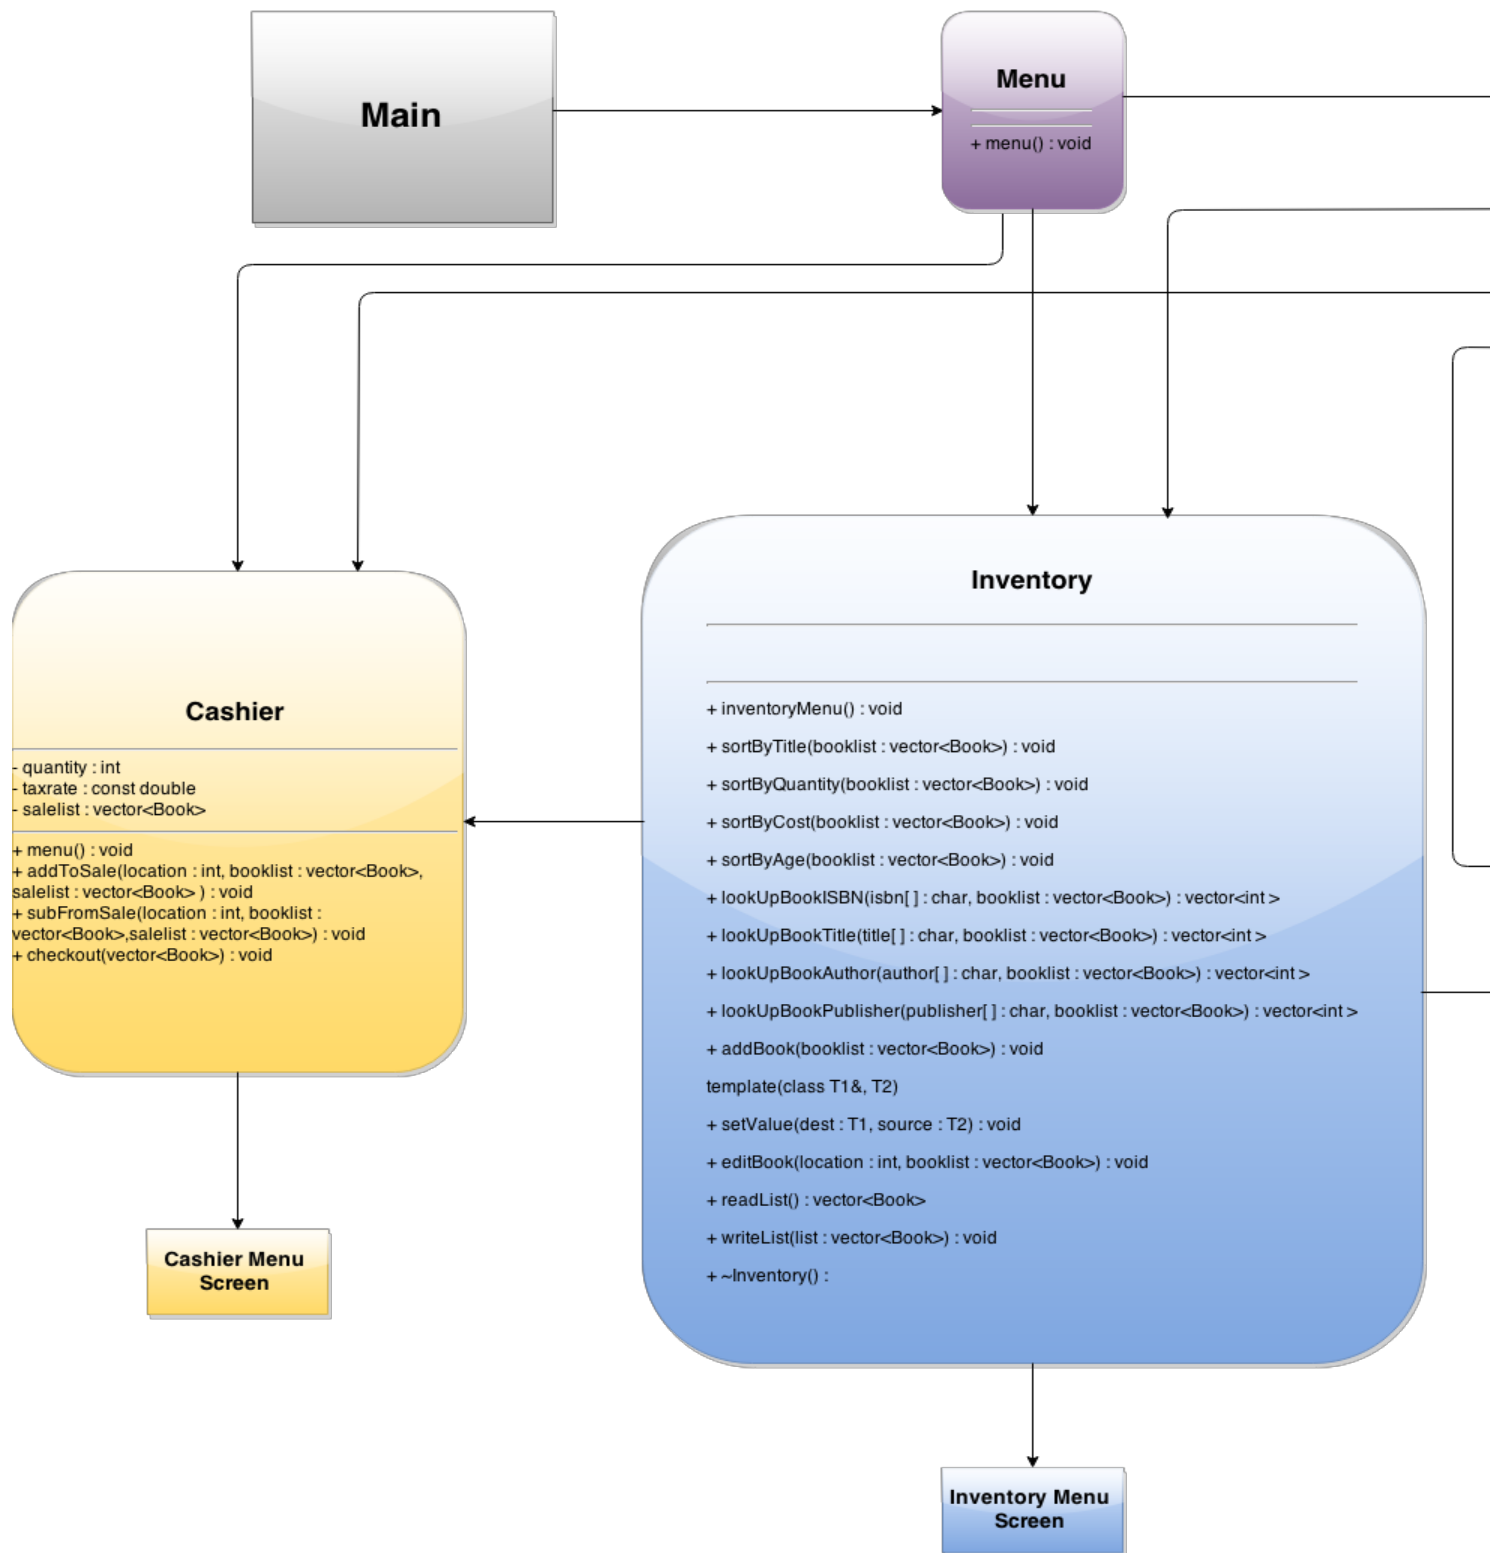 Main
Menu
+ menu() : void
Cashier
- quantity : int
- taxrate : const double
- salelist : vector<Book>
+ menu() : void
+ addToSale(location : int, booklist : vector<Book>,
salelist : vector<Book> ) : void
+ subFromSale(location : int, booklist :
vector<Book>,salelist : vector<Book>) : void
+ checkout(vector<Book>) : void
Inventory
+ inventoryMenu() : void
+ sortByTitle(booklist : vector<Book>) : void
+ sortByQuantity(booklist : vector<Book>) : void
+ sortByCost(booklist : vector<Book>) : void
+ sortByAge(booklist : vector<Book>) : void
+ lookUpBookISBN(isbn[ ] : char, booklist : vector<Book>) : vector<int >
+ lookUpBookTitle(title[ ] : char, booklist : vector<Book>) : vector<int >
+ lookUpBookAuthor(author[ ] : char, booklist : vector<Book>) : vector<int >
+ lookUpBookPublisher(publisher[ ] : char, booklist : vector<Book>) : vector<int >
+ addBook(booklist : vector<Book>) : void
template(class T1&, T2)
+ setValue(dest : T1, source : T2) : void
+ editBook(location : int, booklist : vector<Book>) : void
+ readList() : vector<Book>
+ writeList(list : vector<Book>) : void
+ ~Inventory() :
Cashier Menu
Screen
Inventory Menu
Screen